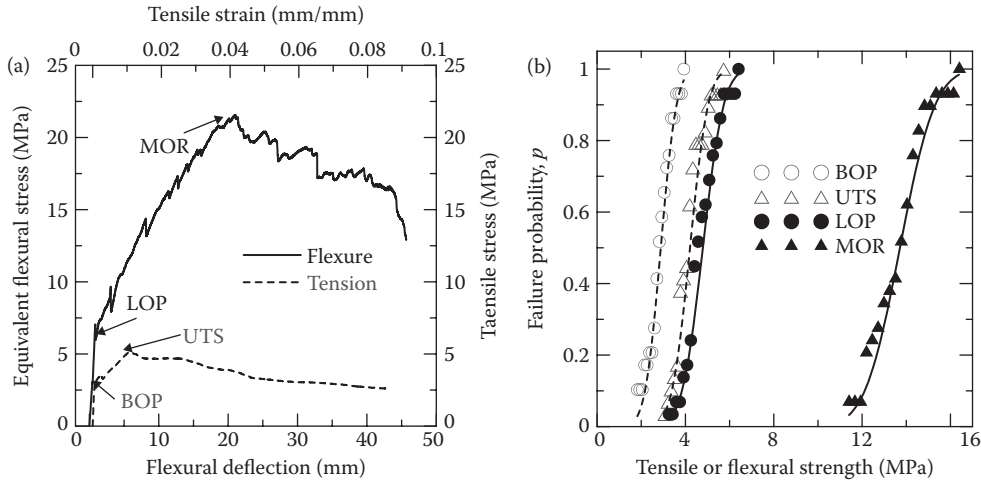 Tensile strain (mm/mm)
(a)
0 0.02 0.04 0.06 0.08 0.1
25 25
20 20
15 15
10 10
5 5
0 0
Equivalent flexural stress (MPa)
Taensile stress (MPa)
MOR
Flexure
Tension
LOP
UTS
BOP
0 10 20 30 40 50
Flexural deflection (mm)
(b)
1
0.8
0.6
0.4
0.2
0
Failure probability, p
BOP
UTS
LOP
MOR
0 4 8 12 16
Tensile or flexural strength (MPa)